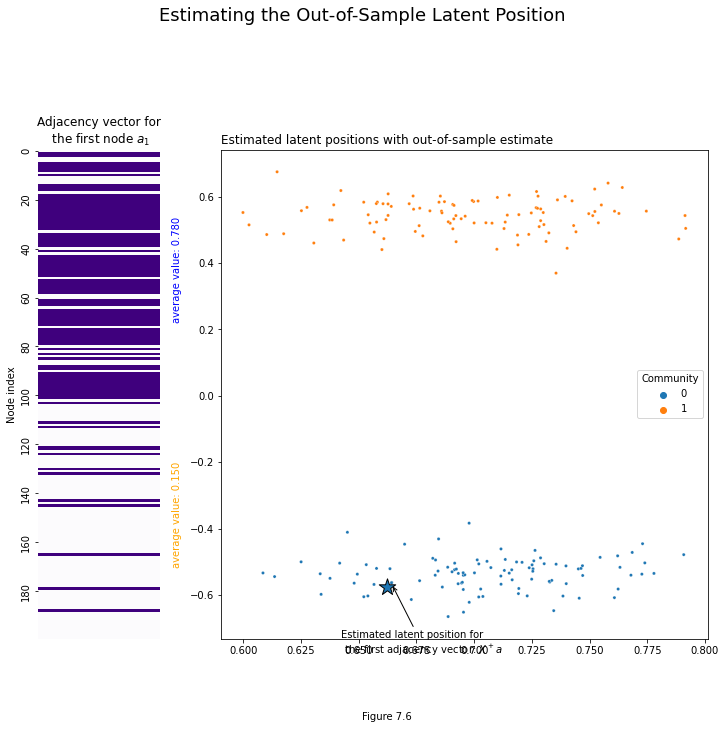 Estimating the Out-of-Sample Latent Position
Adjacency vector for
the first node a₁
0
20
40
60
80
100
120
140
160
180
Node index
average value: 0.780
average value: 0.150
Estimated latent positions with out-of-sample estimate
0.6
0.4
0.2
0.0
−0.2
−0.4
−0.6
Community
0
1
Estimated latent position for
the first adjacency vector: X⁺a
0.600
0.625
0.650
0.675
0.700
0.725
0.750
0.775
0.800
Figure 7.6